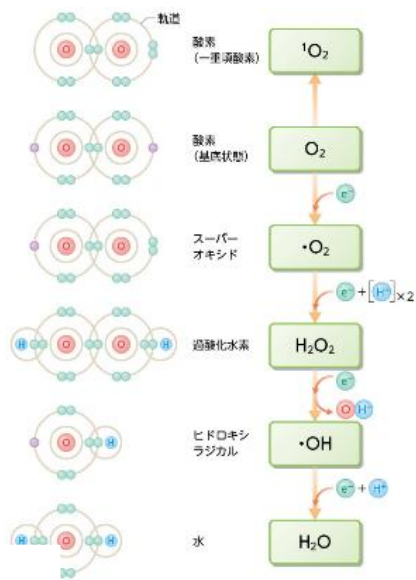 軌道
酸素
（一重項酸素）
¹O₂
酸素
（基底状態）
O₂
e⁻
スーパー
オキシド
•O₂
e⁻ + [H⁺]×2
過酸化水素
H₂O₂
e⁻
OH⁻
ヒドロキシ
ラジカル
•OH
e⁻ + H⁺
水
H₂O
O
O
O
O
O
O
H
O
O
H
O
H
H
O
H